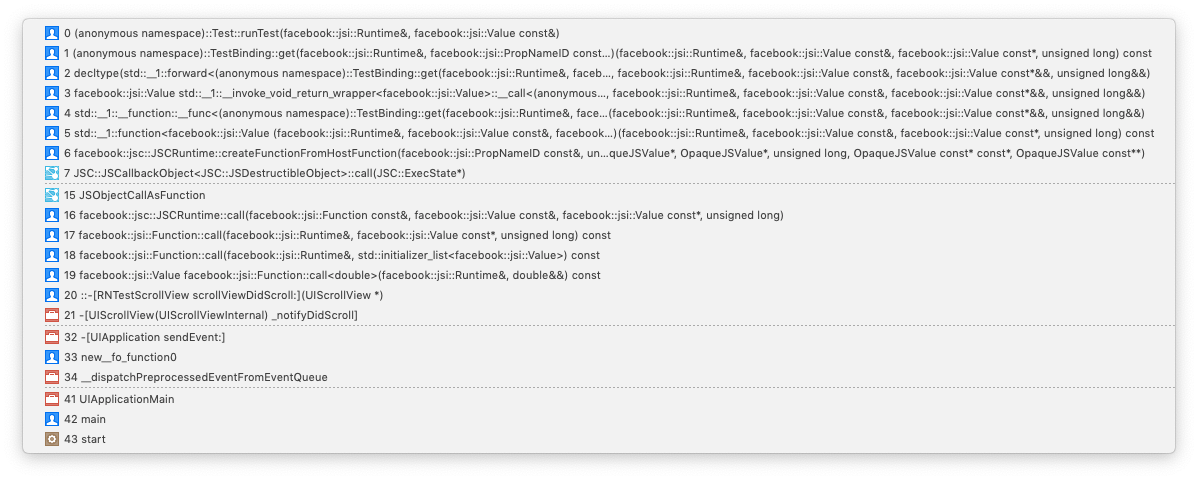 0 (anonymous namespace)::Test::runTest(facebook::jsi::Runtime&, facebook::jsi::Value const&)
1 (anonymous namespace)::TestBinding::get(facebook::jsi::Runtime&, facebook::jsi::PropNameID const...)(facebook::jsi::Runtime&, facebook::jsi::Value const&, facebook::jsi::Value const*, unsigned long) const
2 decltype(std::__1::forward<(anonymous namespace)::TestBinding::get(facebook::jsi::Runtime&, faceb..., facebook::jsi::Runtime&, facebook::jsi::Value const&, facebook::jsi::Value const*&&, unsigned long&&)
3 facebook::jsi::Value std::__1::__invoke_void_return_wrapper<facebook::jsi::Value>::__call<(anonymous..., facebook::jsi::Runtime&, facebook::jsi::Value const&, facebook::jsi::Value const*&&, unsigned long&&)
4 std::__1::__function::__func<(anonymous namespace)::TestBinding::get(facebook::jsi::Runtime&, face...(facebook::jsi::Runtime&, facebook::jsi::Value const&, facebook::jsi::Value const*&&, unsigned long&&)
5 std::__1::function<facebook::jsi::Value (facebook::jsi::Runtime&, facebook::jsi::Value const&, facebook...)(facebook::jsi::Runtime&, facebook::jsi::Value const&, facebook::jsi::Value const*, unsigned long) const
6 facebook::jsc::JSCRuntime::createFunctionFromHostFunction(facebook::jsi::PropNameID const&, un...queJSValue*, OpaqueJSValue*, unsigned long, OpaqueJSValue const* const*, OpaqueJSValue const**)
7 JSC::JSCallbackObject<JSC::JSDestructibleObject>::call(JSC::ExecState*)
15 JSObjectCallAsFunction
16 facebook::jsc::JSCRuntime::call(facebook::jsi::Function const&, facebook::jsi::Value const&, facebook::jsi::Value const*, unsigned long)
17 facebook::jsi::Function::call(facebook::jsi::Runtime&, facebook::jsi::Value const*, unsigned long) const
18 facebook::jsi::Function::call(facebook::jsi::Runtime&, std::initializer_list<facebook::jsi::Value>) const
19 facebook::jsi::Value facebook::jsi::Function::call<double>(facebook::jsi::Runtime&, double&&) const
20 ::-[RNTestScrollView scrollViewDidScroll:](UIScrollView *)
21 -[UIScrollView(UIScrollViewInternal) _notifyDidScroll]
32 -[UIApplication sendEvent:]
33 new__fo_function0
34 __dispatchPreprocessedEventFromEventQueue
41 UIApplicationMain
42 main
43 start